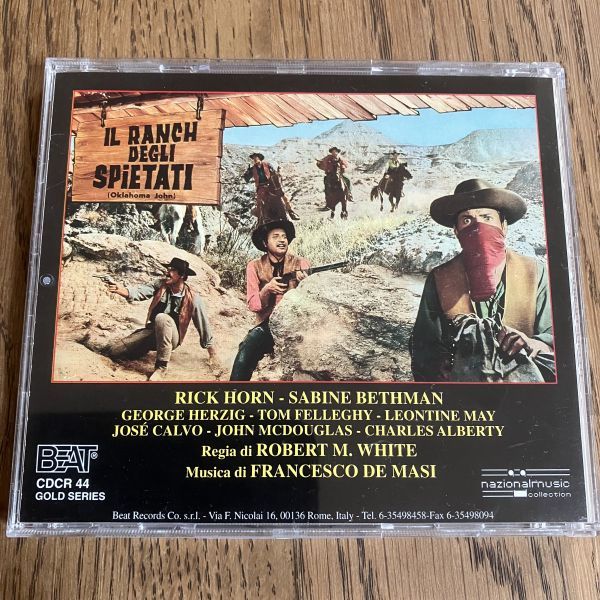 IL RANCH
DEGLI
SPIETATI
(Oklahoma John)
RICK HORN - SABINE BETHMAN
GEORGE HERZIG - TOM FELLEGHY - LEONTINE MAY
JOSÉ CALVO - JOHN MCDOUGLAS - CHARLES ALBERTY
Regia di ROBERT M. WHITE
Musica di FRANCESCO DE MASI
BEAT®
CDCR 44
GOLD SERIES
nazionalmusic
collection
Beat Records Co. s.r.l. - Via F. Nicolai 16, 00136 Rome, Italy - Tel. 6-35498458-Fax 6-35498094